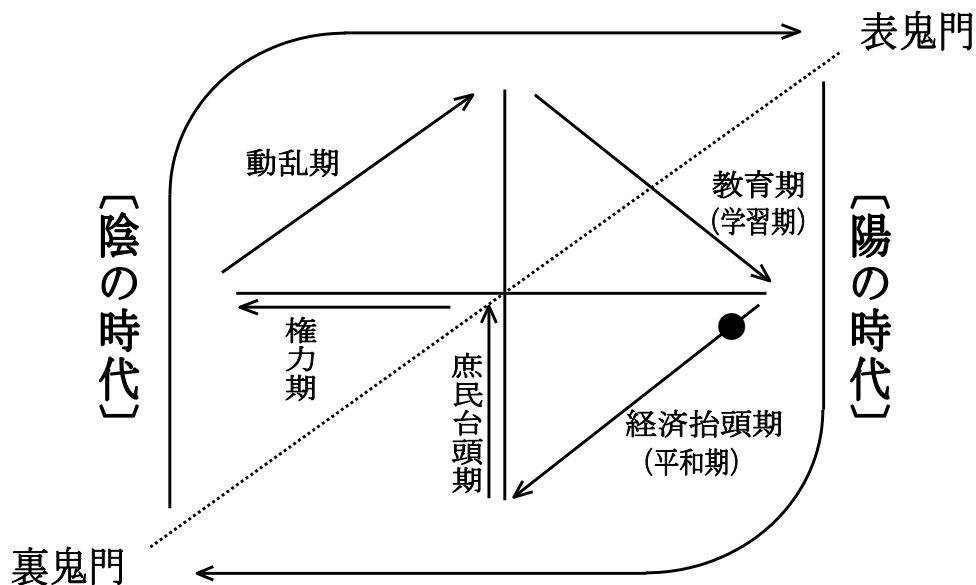 表鬼門
動乱期
教育期
(学習期)
〔陰の時代〕
〔陽の時代〕
権力期
庶民台頭期
経済抬頭期
(平和期)
裏鬼門